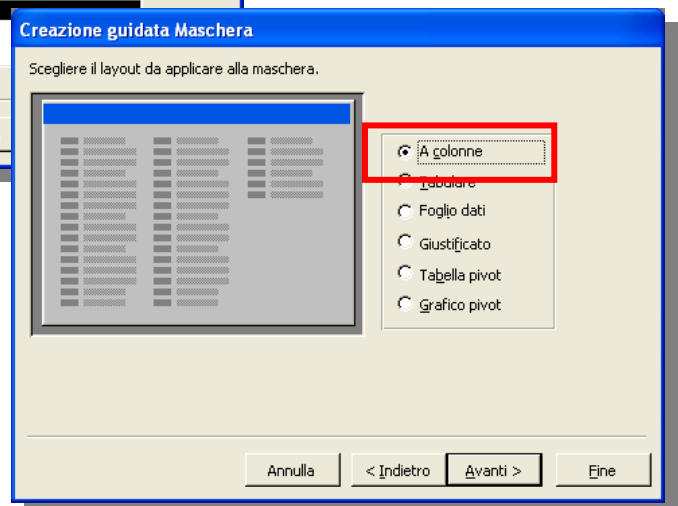 Creazione guidata Maschera
Scegliere il layout da applicare alla maschera.
A colonne
Tabulare
Foglio dati
Giustificato
Tabella pivot
Grafico pivot
Annulla
< Indietro
Avanti >
Fine